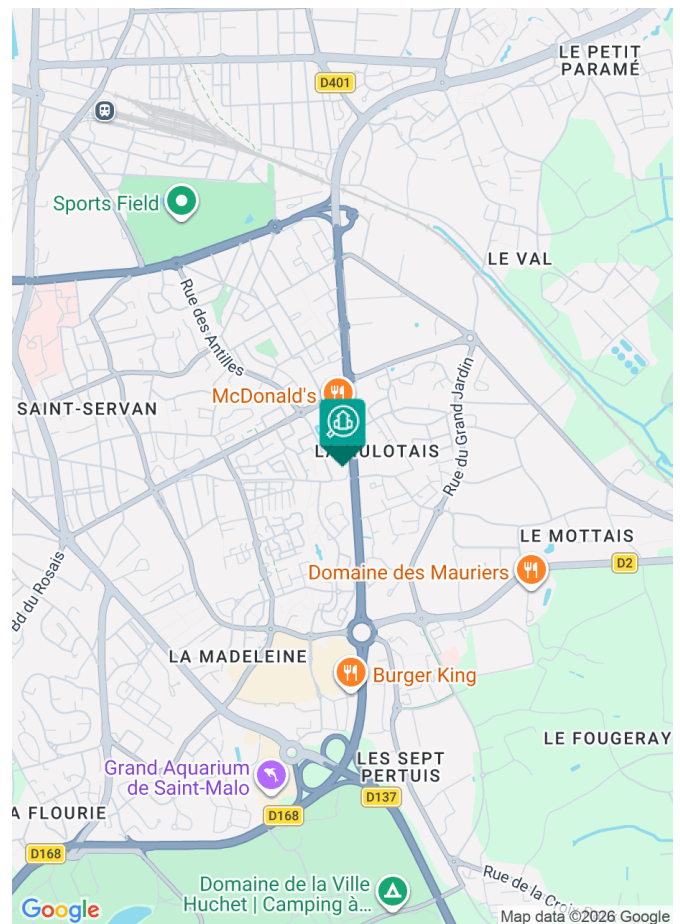 LE PETIT
PARAMÉ
D401
Sports Field
LE VAL
Rue des Antilles
McDonald's
SAINT-SERVAN
Rue du Grand Jardin
LE MOTTAIS
Domaine des Mauriers
D2
Bd du Rosais
LA MADELEINE
Burger King
LE FOUGERAY
LES SEPT
PERTUIS
Grand Aquarium
de Saint-Malo
D137
D168
A FLOURIE
D168
Domaine de la Ville
Huchet | Camping à...
Rue de la Croix
Google
Map data ©2026 Google